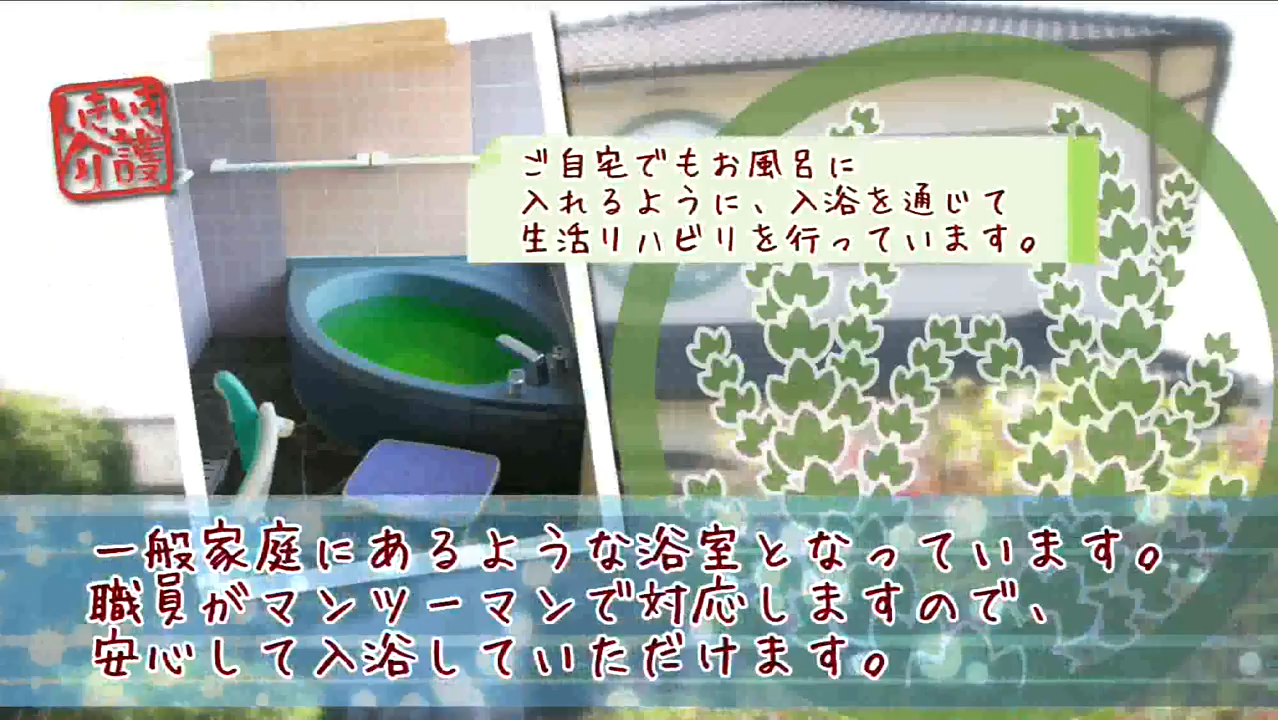 ご自宅でもお風呂に
入れるように、入浴を通じて
生活リハビリを行っています。
一般家庭にあるような浴室となっています。
職員がマンツーマンで対応しますので、
安心して入浴していただけます。